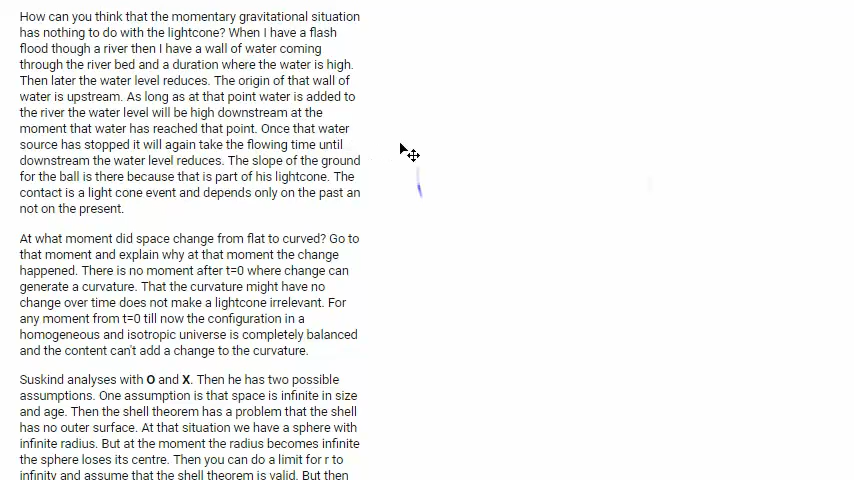 How can you think that the momentary gravitational situation
has nothing to do with the lightcone? When I have a flash
flood though a river then I have a wall of water coming
through the river bed and a duration where the water is high.
Then later the water level reduces. The origin of that wall of
water is upstream. As long as at that point water is added to
the river the water level will be high downstream at the
moment that water has reached that point. Once that water
source has stopped it will again take the flowing time until
downstream the water level reduces. The slope of the ground
for the ball is there because that is part of his lightcone. The
contact is a light cone event and depends only on the past an
not on the present.
At what moment did space change from flat to curved? Go to
that moment and explain why at that moment the change
happened. There is no moment after t=0 where change can
generate a curvature. That the curvature might have no
change over time does not make a lightcone irrelevant. For
any moment from t=0 till now the configuration in a
homogeneous and isotropic universe is completely balanced
and the content can't add a change to the curvature.
Suskind analyses with O and X. Then he has two possible
assumptions. One assumption is that space is infinite in size
and age. Then the shell theorem has a problem that the shell
has no outer surface. At that situation we have a sphere with
infinite radius. But at the moment the radius becomes infinite
the sphere loses its centre. Then you can do a limit for r to
infinity and assume that the shell theorem is valid. But then